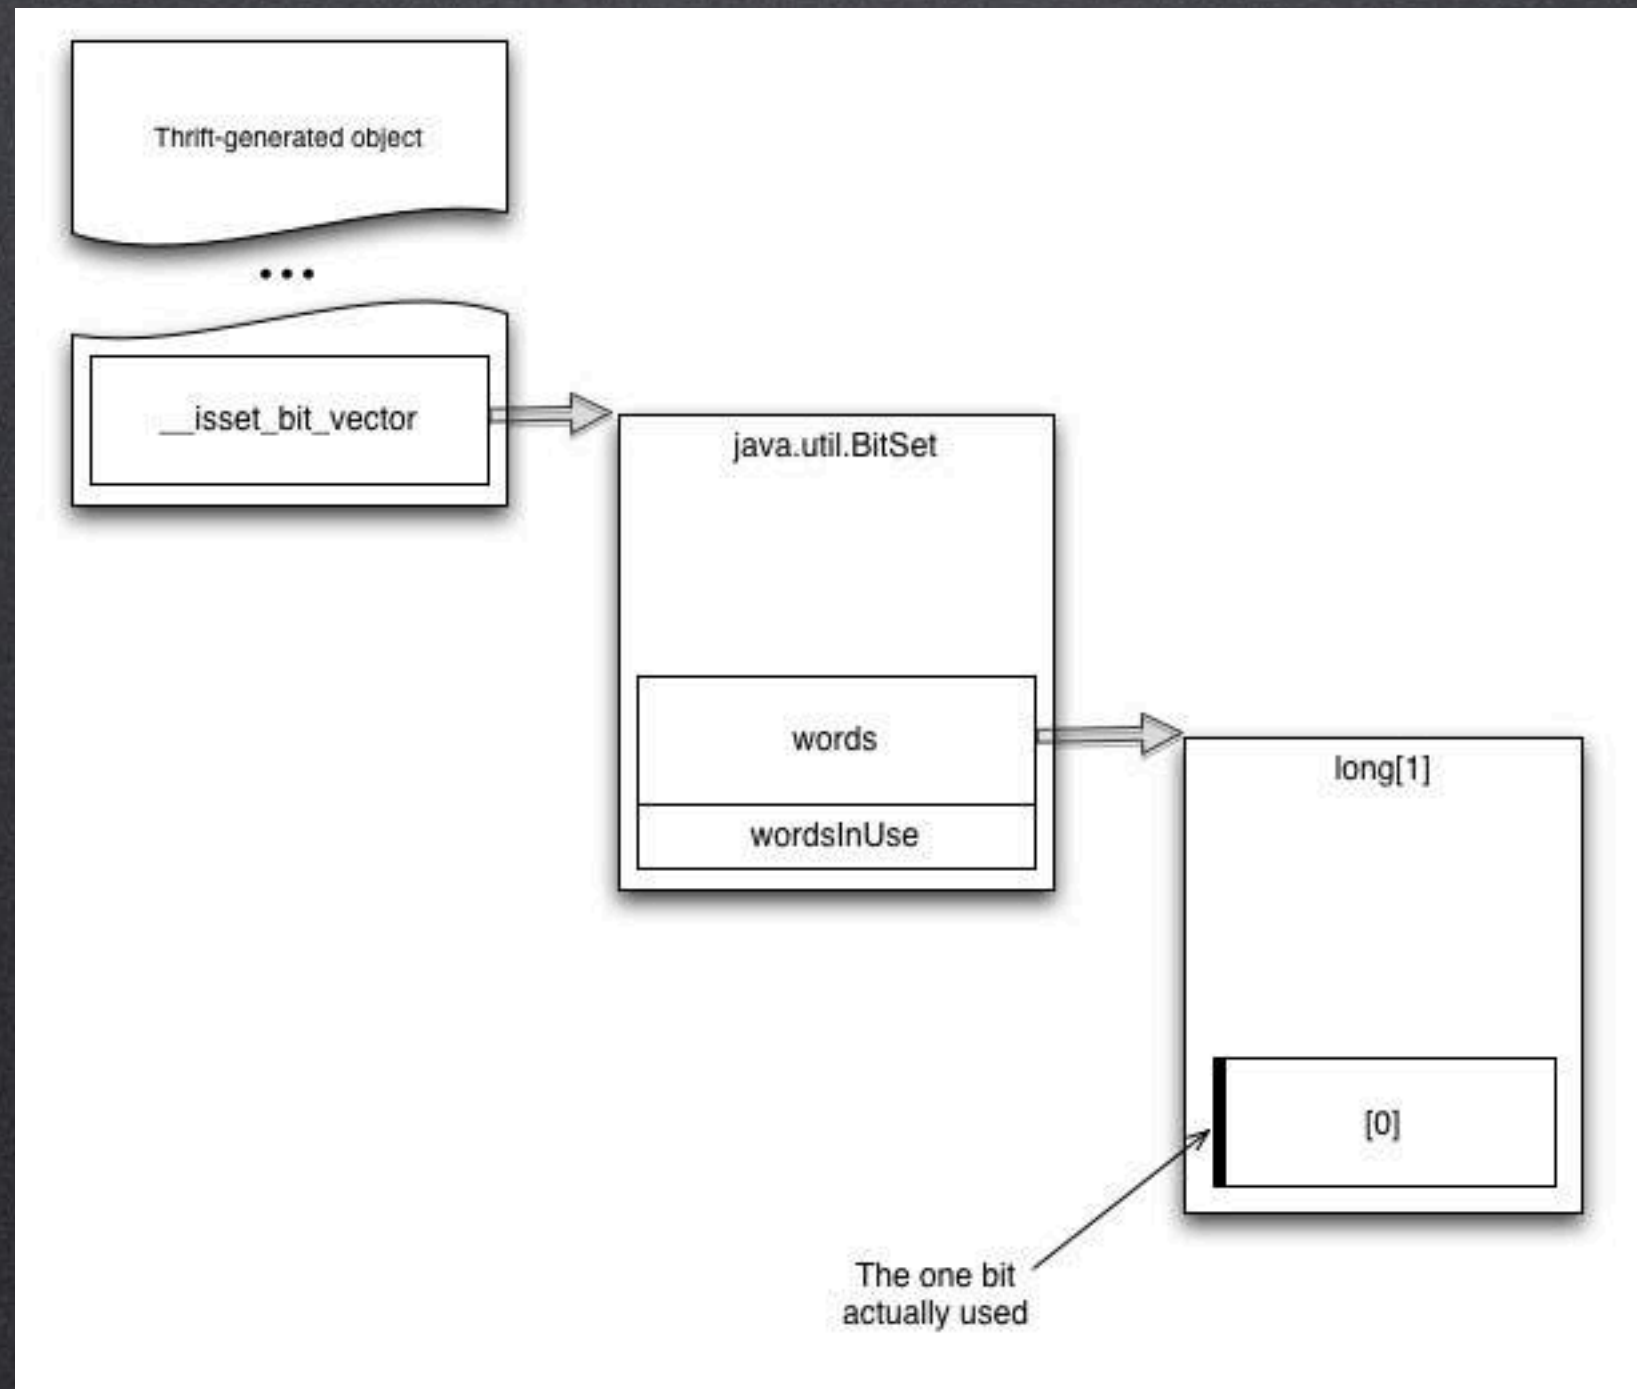 Thrift-generated object
...
__isset_bit_vector
java.util.BitSet
words
wordsInUse
long[1]
[0]
The one bit
actually used